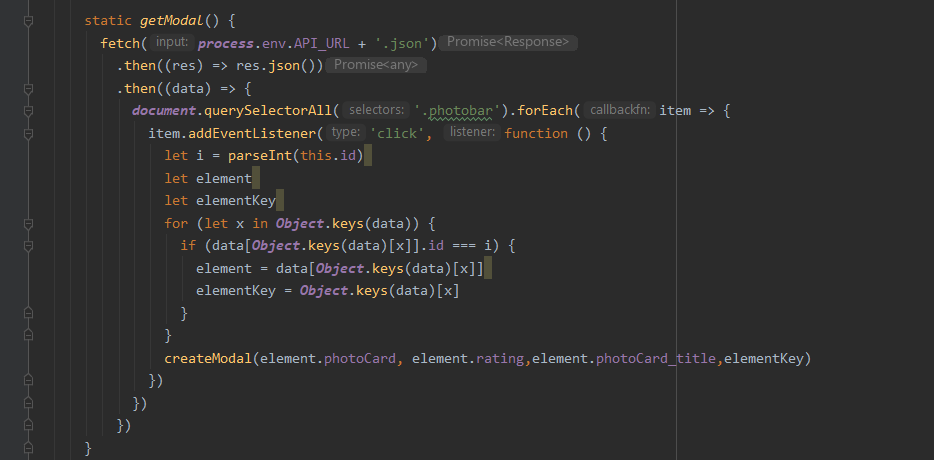 static getModal() {
fetch( input: process.env.API_URL + '.json') Promise<Response>
.then((res) => res.json()) Promise<any>
.then((data) => {
document.querySelectorAll( selectors: '.photobar').forEach( callbackfn: item => {
item.addEventListener( type: 'click', listener: function () {
let i = parseInt(this.id)
let element
let elementKey
for (let x in Object.keys(data)) {
if (data[Object.keys(data)[x]].id === i) {
element = data[Object.keys(data)[x]]
elementKey = Object.keys(data)[x]
}
}
createModal(element.photoCard, element.rating,element.photoCard_title,elementKey)
})
})
})
}